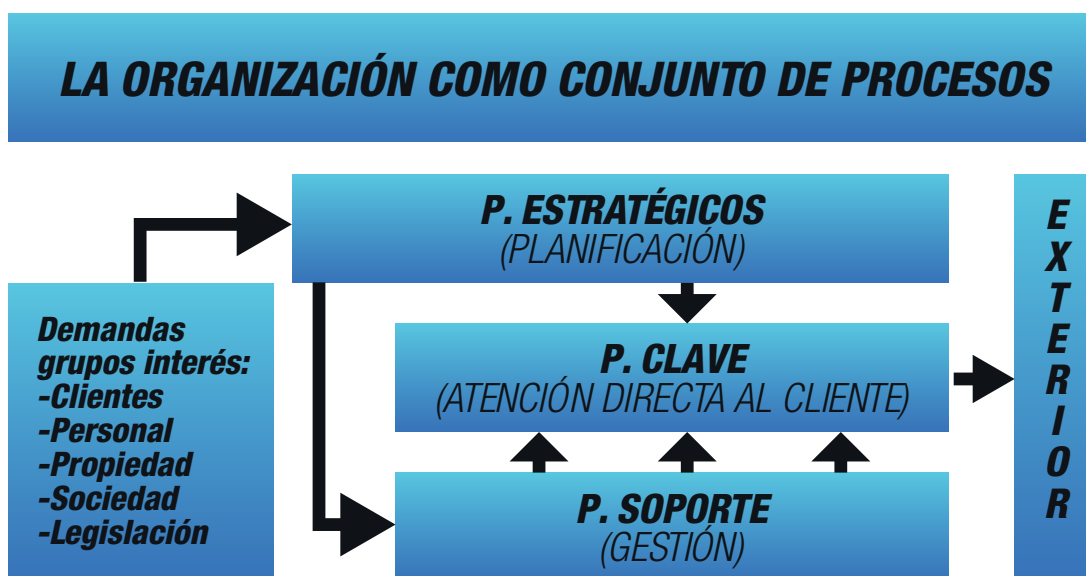 LA ORGANIZACIÓN COMO CONJUNTO DE PROCESOS
P. ESTRATÉGICOS
(PLANIFICACIÓN)
Demandas
grupos interés:
-Clientes
-Personal
-Propiedad
-Sociedad
-Legislación
P. CLAVE
(ATENCIÓN DIRECTA AL CLIENTE)
P. SOPORTE
(GESTIÓN)
EXTERIOR